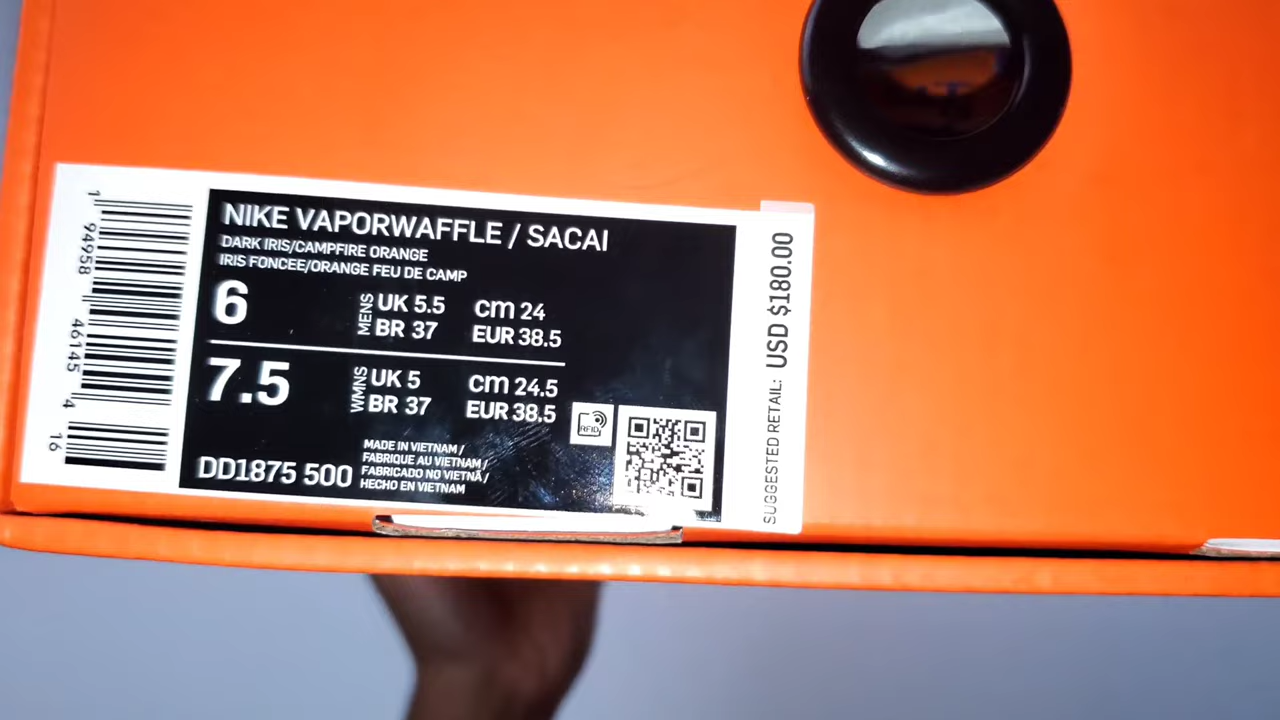 1 94958 46145 4
16
NIKE VAPORWAFFLE / SACAI
DARK IRIS/CAMPFIRE ORANGE
IRIS FONCEE/ORANGE FEU DE CAMP
6 MENS UK 5.5 cm 24
BR 37 EUR 38.5
7.5 WMNS UK 5 cm 24.5
BR 37 EUR 38.5
RFID
DD1875 500
MADE IN VIETNAM /
FABRIQUE AU VIETNAM /
FABRICADO NO VIETNÃ /
HECHO EN VIETNAM
SUGGESTED RETAIL: USD $180.00